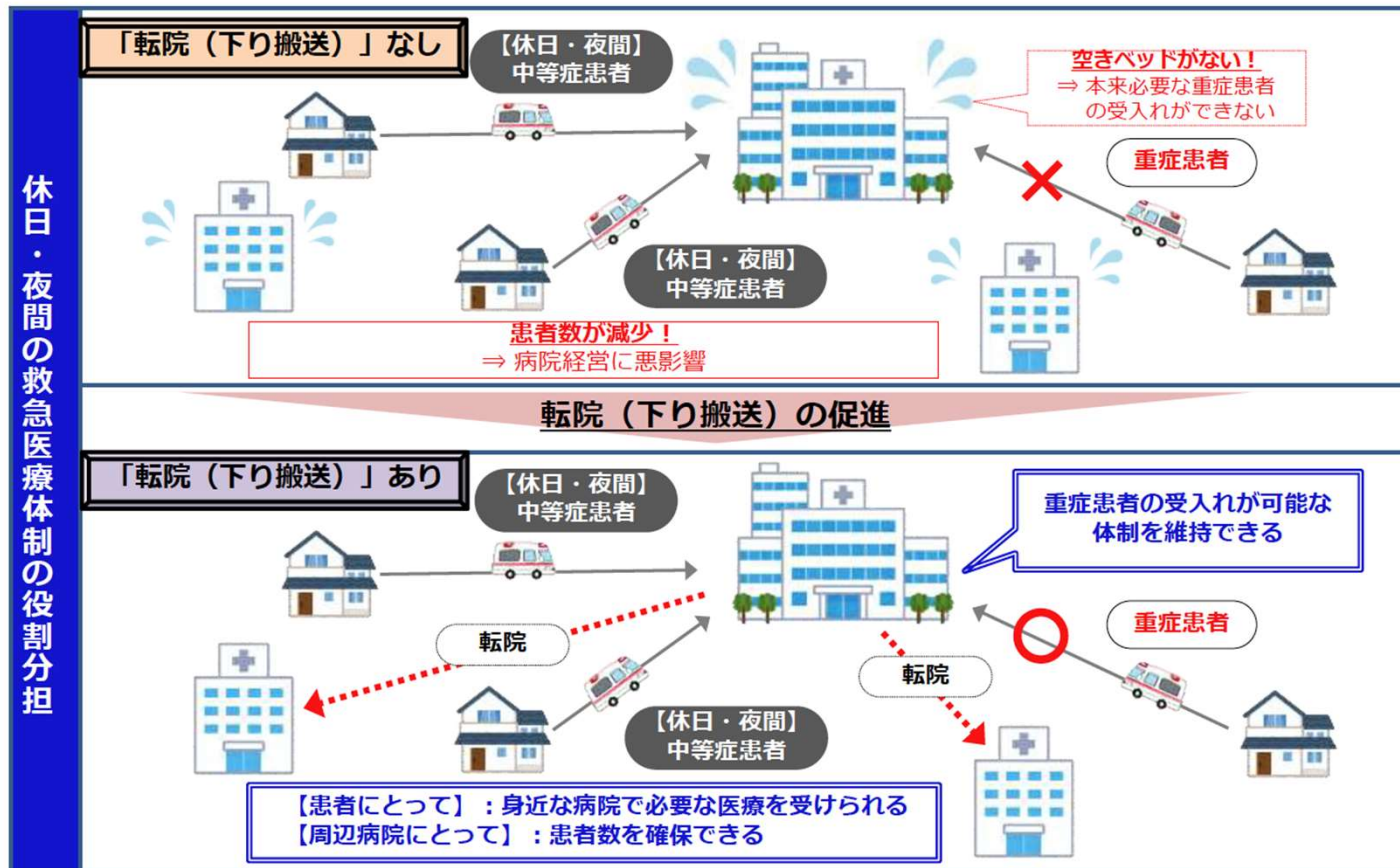 休日・夜間の救急医療体制の役割分担
「転院（下り搬送）」なし
【休日・夜間】
中等症患者
空きベッドがない！
⇒ 本来必要な重症患者
の受入れができない
重症患者
【休日・夜間】
中等症患者
患者数が減少！
⇒ 病院経営に悪影響
転院（下り搬送）の促進
「転院（下り搬送）」あり
【休日・夜間】
中等症患者
重症患者の受入れが可能な
体制を維持できる
重症患者
転院
転院
【休日・夜間】
中等症患者
【患者にとって】：身近な病院で必要な医療を受けられる
【周辺病院にとって】：患者数を確保できる